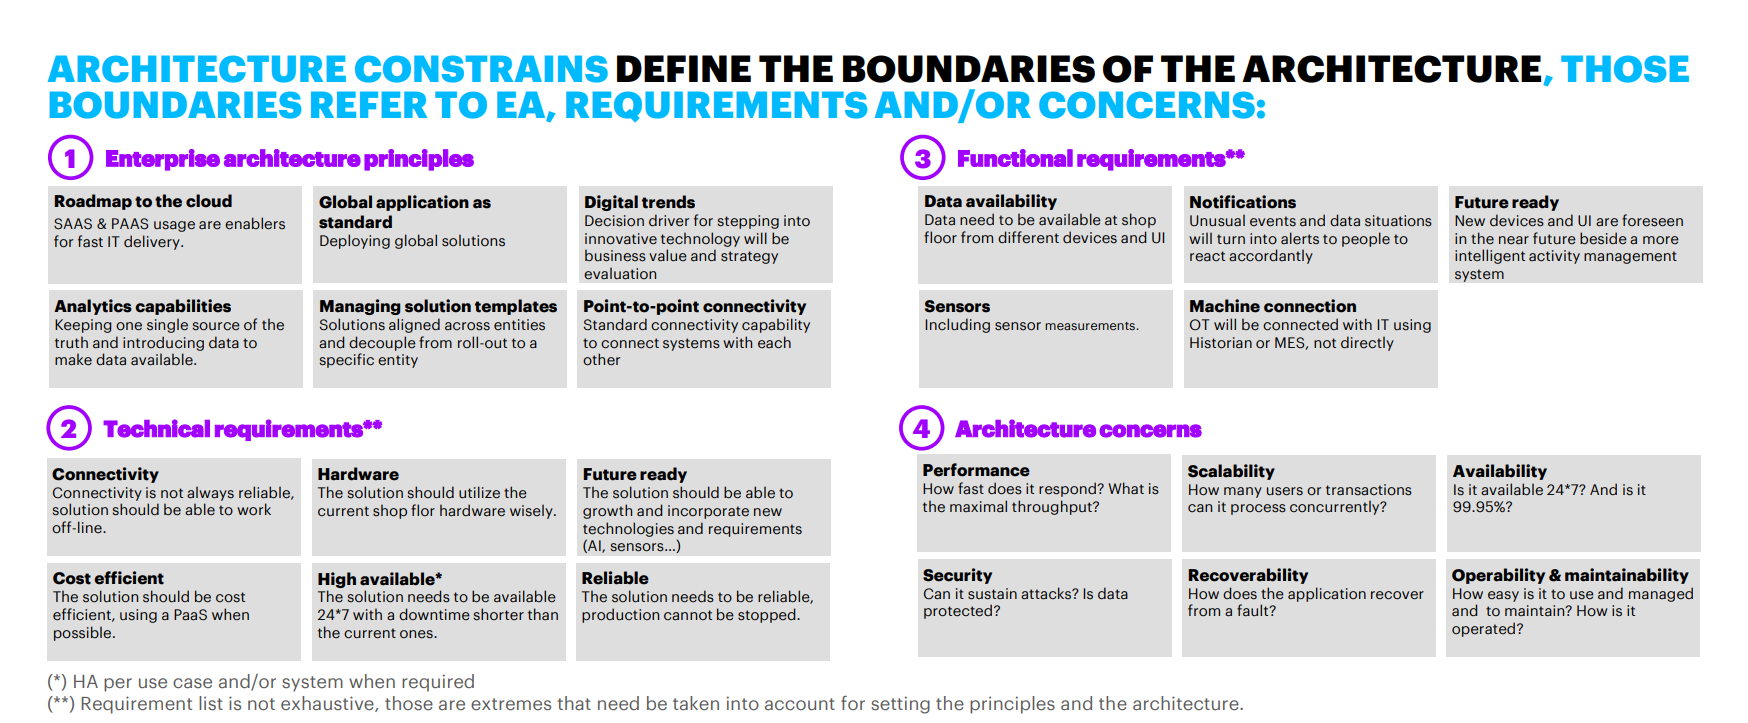 ARCHITECTURE CONSTRAINS DEFINE THE BOUNDARIES OF THE ARCHITECTURE, THOSE
BOUNDARIES REFER TO EA, REQUIREMENTS AND/OR CONCERNS:
1 Enterprise architecture principles
Roadmap to the cloud
SAAS & PAAS usage are enablers
for fast IT delivery.
Global application as
standard
Deploying global solutions
Digital trends
Decision driver for stepping into
innovative technology will be
business value and strategy
evaluation
Analytics capabilities
Keeping one single source of the
truth and introducing data to
make data available.
Managing solution templates
Solutions aligned across entities
and decouple from roll-out to a
specific entity
Point-to-point connectivity
Standard connectivity capability
to connect systems with each
other
2 Technical requirements**
Connectivity
Connectivity is not always reliable,
solution should be able to work
off-line.
Hardware
The solution should utilize the
current shop flor hardware wisely.
Future ready
The solution should be able to
growth and incorporate new
technologies and requirements
(AI, sensors...)
Cost efficient
The solution should be cost
efficient, using a PaaS when
possible.
High available*
The solution needs to be available
24*7 with a downtime shorter than
the current ones.
Reliable
The solution needs to be reliable,
production cannot be stopped.
3 Functional requirements**
Data availability
Data need to be available at shop
floor from different devices and UI
Notifications
Unusual events and data situations
will turn into alerts to people to
react accordantly
Future ready
New devices and UI are foreseen
in the near future beside a more
intelligent activity management
system
Sensors
Including sensor measurements.
Machine connection
OT will be connected with IT using
Historian or MES, not directly
4 Architecture concerns
Performance
How fast does it respond? What is
the maximal throughput?
Scalability
How many users or transactions
can it process concurrently?
Availability
Is it available 24*7? And is it
99.95%?
Security
Can it sustain attacks? Is data
protected?
Recoverability
How does the application recover
from a fault?
Operability & maintainability
How easy is it to use and managed
and to maintain? How is it
operated?
(*) HA per use case and/or system when required
(**) Requirement list is not exhaustive, those are extremes that need be taken into account for setting the principles and the architecture.